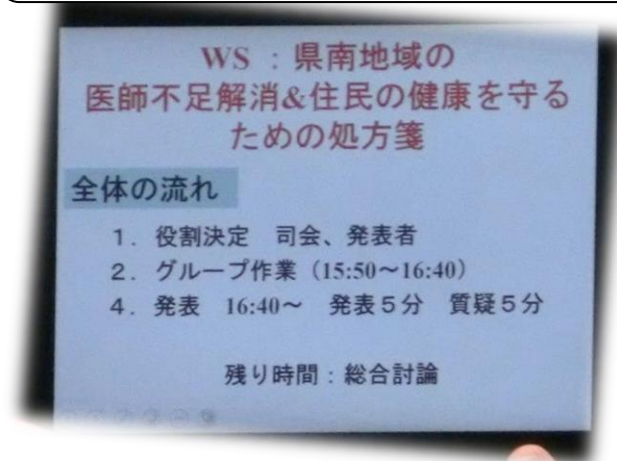 WS：県南地域の
医師不足解消&住民の健康を守る
ための処方箋
全体の流れ
１．役割決定　司会、発表者
２．グループ作業（15:50～16:40）
４．発表　16:40～　発表５分　質疑５分
残り時間：総合討論